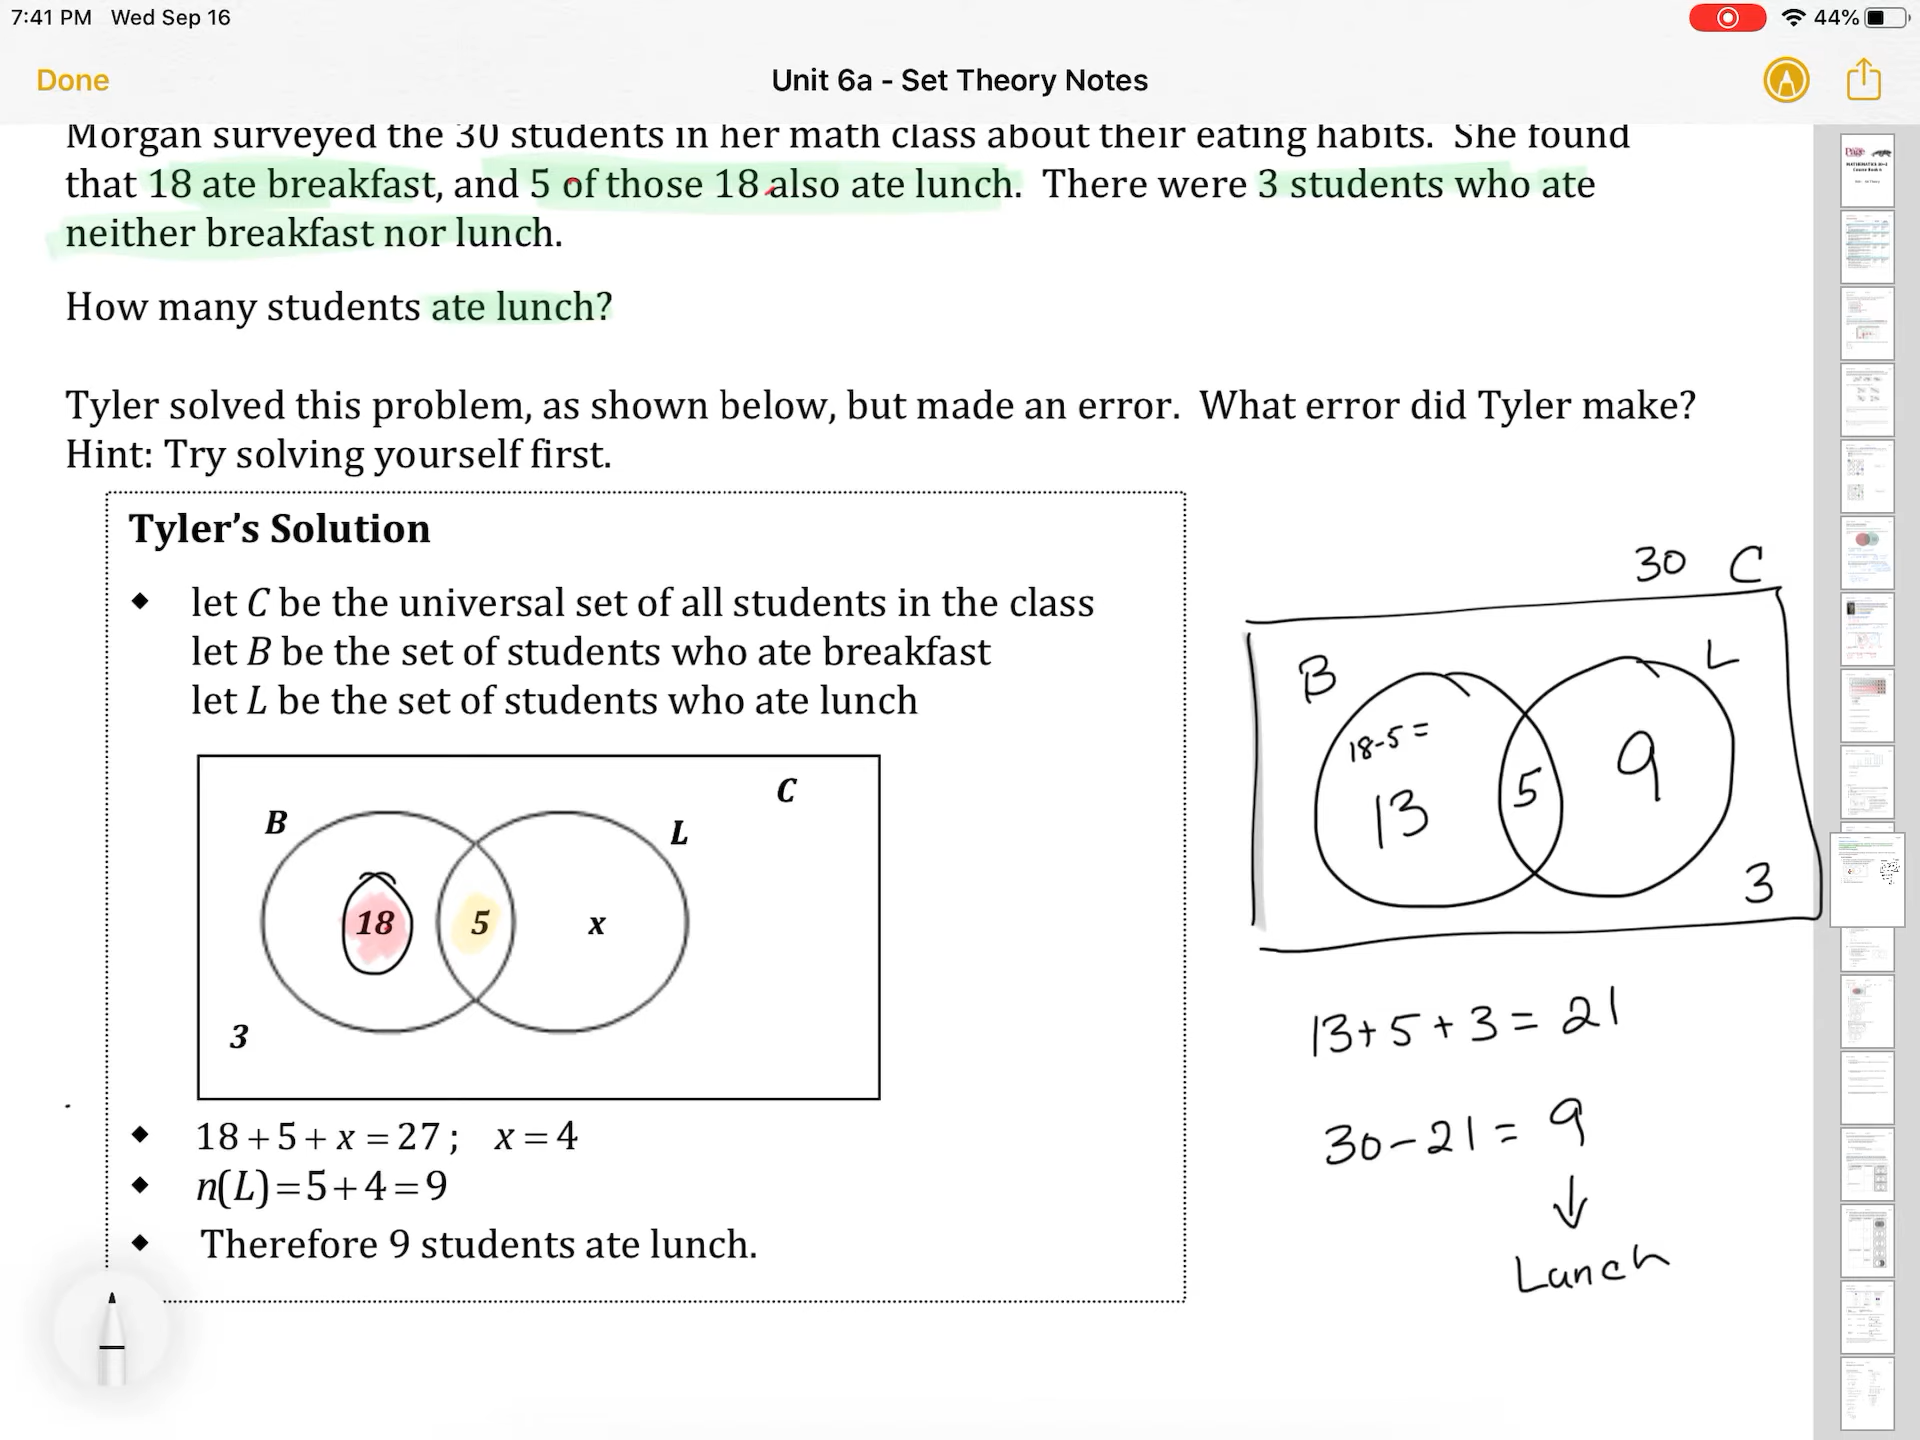 7:41 PM Wed Sep 16
44%
Done
Unit 6a - Set Theory Notes
Morgan surveyed the 30 students in her math class about their eating habits. She found
that 18 ate breakfast, and 5 of those 18 also ate lunch. There were 3 students who ate
neither breakfast nor lunch.
How many students ate lunch?
Tyler solved this problem, as shown below, but made an error. What error did Tyler make?
Hint: Try solving yourself first.
Tyler's Solution
◆ let C be the universal set of all students in the class
let B be the set of students who ate breakfast
let L be the set of students who ate lunch
C
B
L
18 5 x
3
◆ 18+5+x=27; x=4
◆ n(L)=5+4=9
◆ Therefore 9 students ate lunch.
30 C
B
L
18-5=
13
5
9
3
13+5+3=21
30-21=9
↓
Lunch